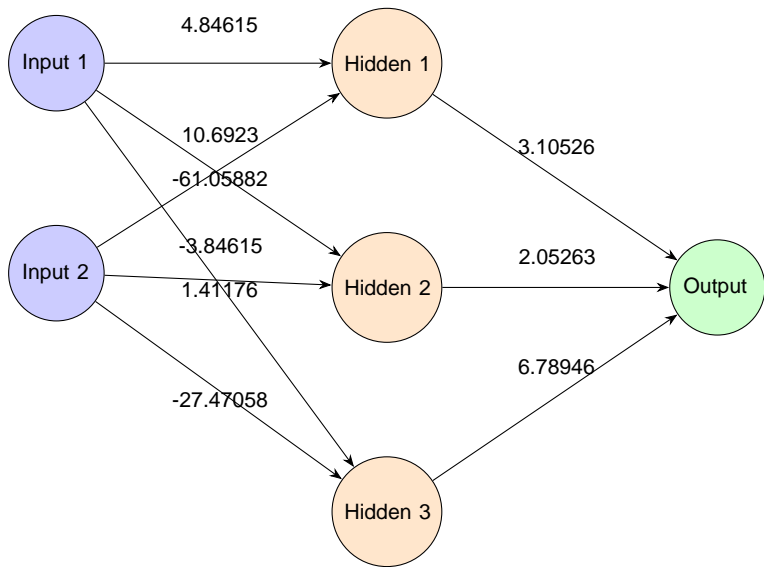 4.84615
Input 1
Hidden 1
10.6923
3.10526
-61.05882
-3.84615
2.05263
Input 2
1.41176
Hidden 2
Output
6.78946
-27.47058
Hidden 3